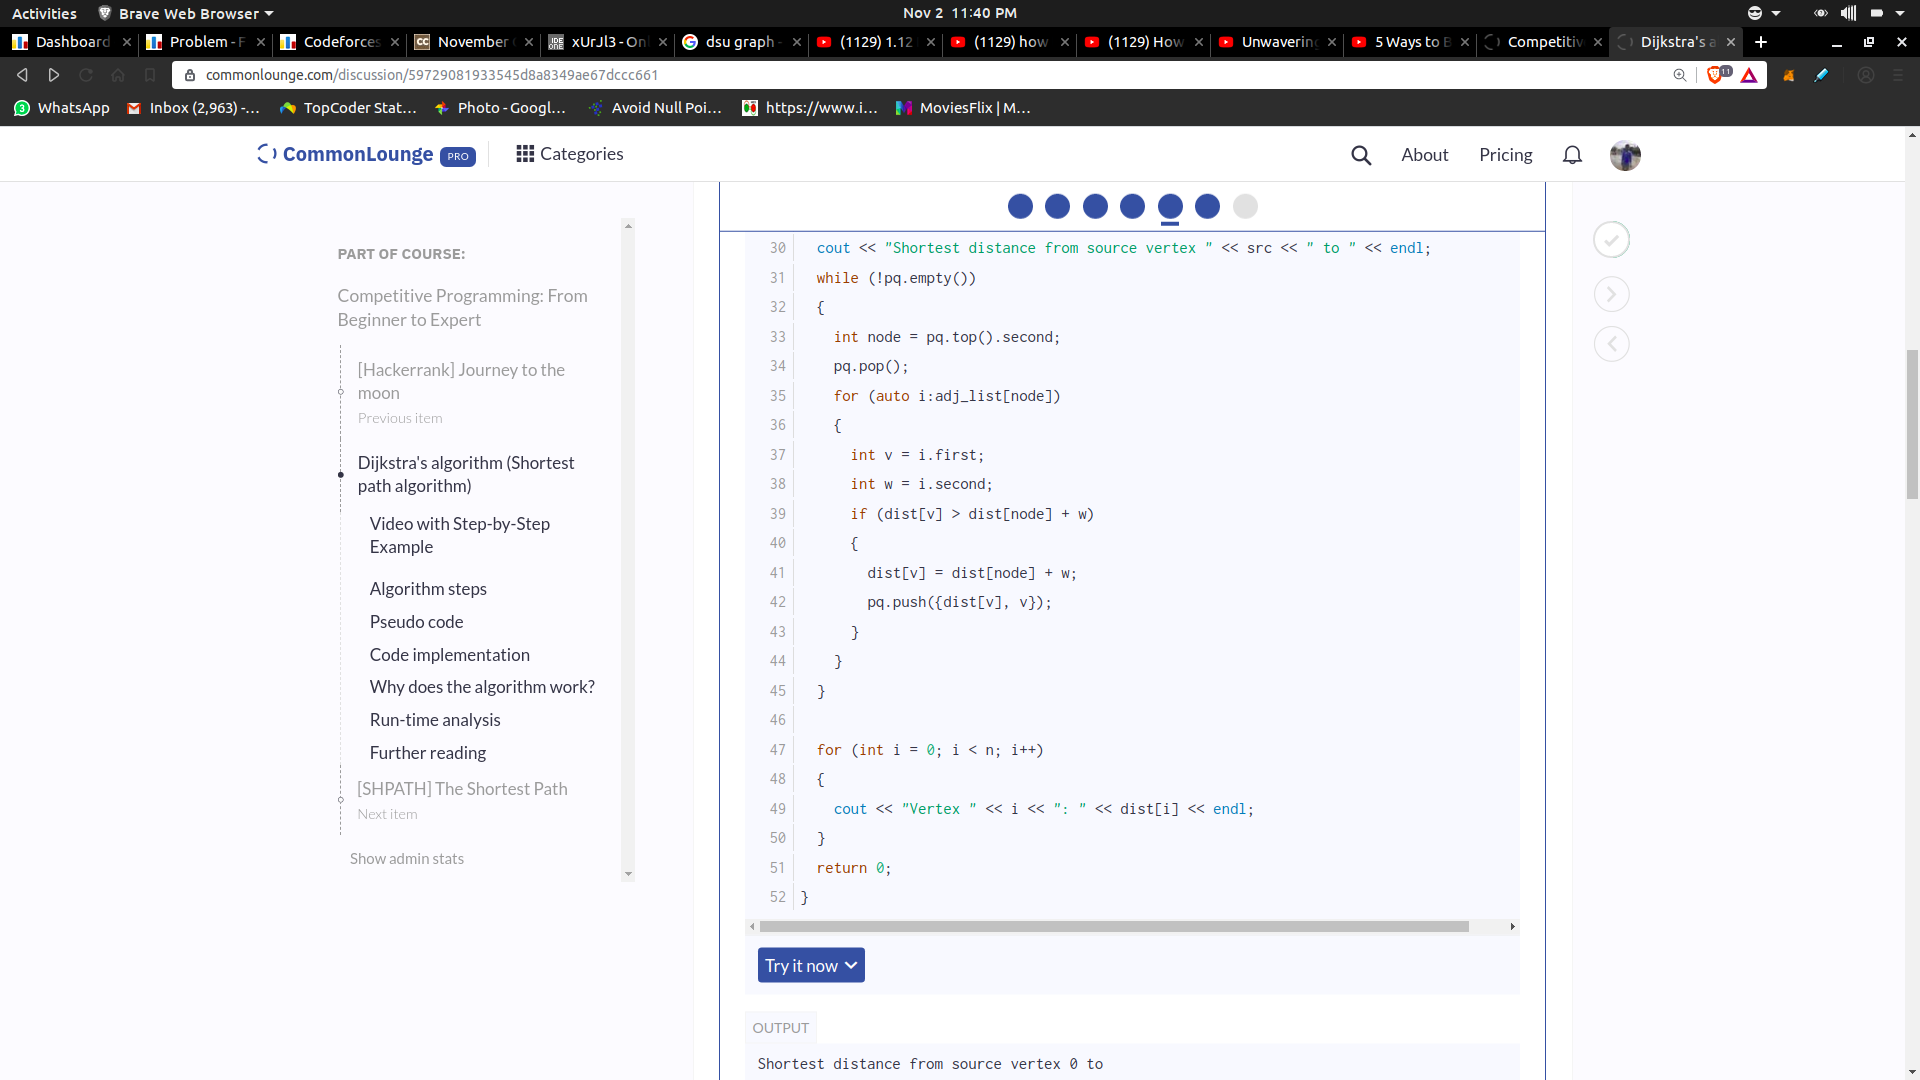 Activities Brave Web Browser Nov 2 11:40 PM
Dashboard Problem - F Codeforces November xUrJl3 - Onl dsu graph - (1129) 1.12 (1129) how (1129) How Unwavering 5 Ways to B Competitiv Dijkstra's a
commonlounge.com/discussion/59729081933545d8a8349ae67dccc661 11
WhatsApp Inbox (2,963) -... TopCoder Stat... Photo - Googl... Avoid Null Poi... https://www.i... MoviesFlix | M...
CommonLounge PRO Categories About Pricing
PART OF COURSE:
Competitive Programming: From
Beginner to Expert
[Hackerrank] Journey to the
moon
Previous item
Dijkstra's algorithm (Shortest
path algorithm)
Video with Step-by-Step
Example
Algorithm steps
Pseudo code
Code implementation
Why does the algorithm work?
Run-time analysis
Further reading
[SHPATH] The Shortest Path
Next item
Show admin stats
30 cout << "Shortest distance from source vertex " << src << " to " << endl;
31 while (!pq.empty())
32 {
33 int node = pq.top().second;
34 pq.pop();
35 for (auto i:adj_list[node])
36 {
37 int v = i.first;
38 int w = i.second;
39 if (dist[v] > dist[node] + w)
40 {
41 dist[v] = dist[node] + w;
42 pq.push({dist[v], v});
43 }
44 }
45 }
46
47 for (int i = 0; i < n; i++)
48 {
49 cout << "Vertex " << i << ": " << dist[i] << endl;
50 }
51 return 0;
52 }
Try it now
OUTPUT
Shortest distance from source vertex 0 to